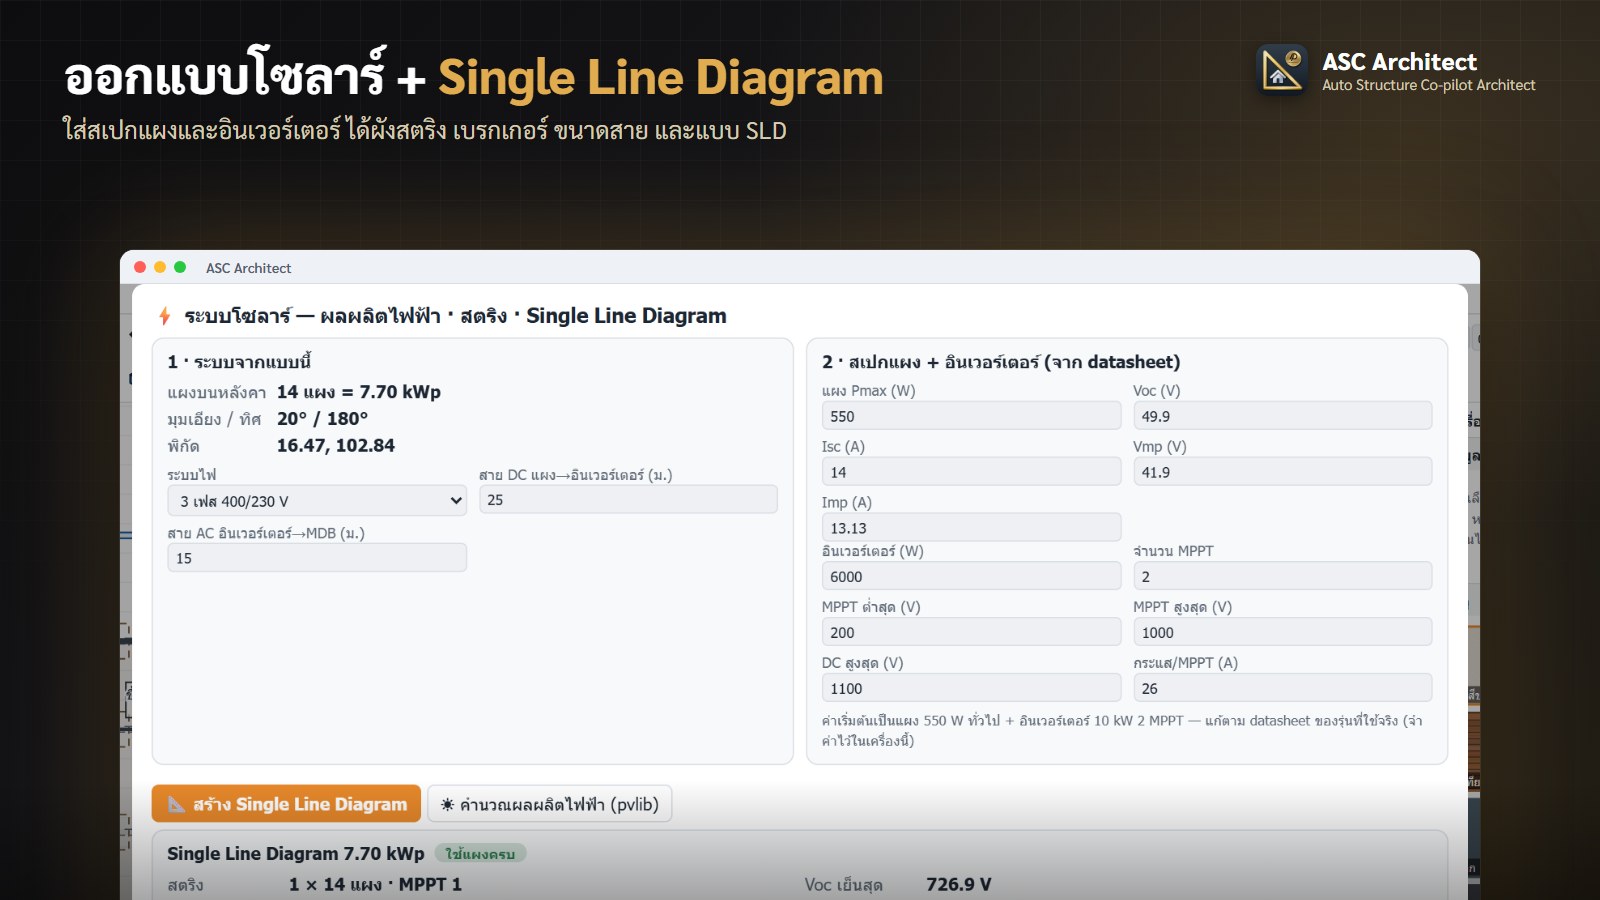 ออกแบบโซลาร์ + Single Line Diagram
ใส่สเปกแผงและอินเวอร์เตอร์ ได้ผังสตริง เบรกเกอร์ ขนาดสาย และแบบ SLD
ASC Architect
Auto Structure Co-pilot Architect
ASC Architect
ระบบโซลาร์ — ผลผลิตไฟฟ้า · สตริง · Single Line Diagram
1 · ระบบจากแบบนี้
แผงบนหลังคา 14 แผง = 7.70 kWp
มุมเอียง / ทิศ 20° / 180°
พิกัด 16.47, 102.84
ระบบไฟ
3 เฟส 400/230 V
สาย DC แผง→อินเวอร์เตอร์ (ม.)
25
สาย AC อินเวอร์เตอร์→MDB (ม.)
15
2 · สเปกแผง + อินเวอร์เตอร์ (จาก datasheet)
แผง Pmax (W)
550
Voc (V)
49.9
Isc (A)
14
Vmp (V)
41.9
Imp (A)
13.13
อินเวอร์เตอร์ (W)
6000
จำนวน MPPT
2
MPPT ต่ำสุด (V)
200
MPPT สูงสุด (V)
1000
DC สูงสุด (V)
1100
กระแส/MPPT (A)
26
ค่าเริ่มต้นเป็นแผง 550 W ทั่วไป + อินเวอร์เตอร์ 10 kW 2 MPPT — แก้ตาม datasheet ของรุ่นที่ใช้จริง (จำ
ค่าไว้ในเครื่องนี้)
สร้าง Single Line Diagram
คำนวณผลผลิตไฟฟ้า (pvlib)
Single Line Diagram 7.70 kWp ใช้แผงครบ
สตริง 1 × 14 แผง · MPPT 1
Voc เย็นสุด 726.9 V